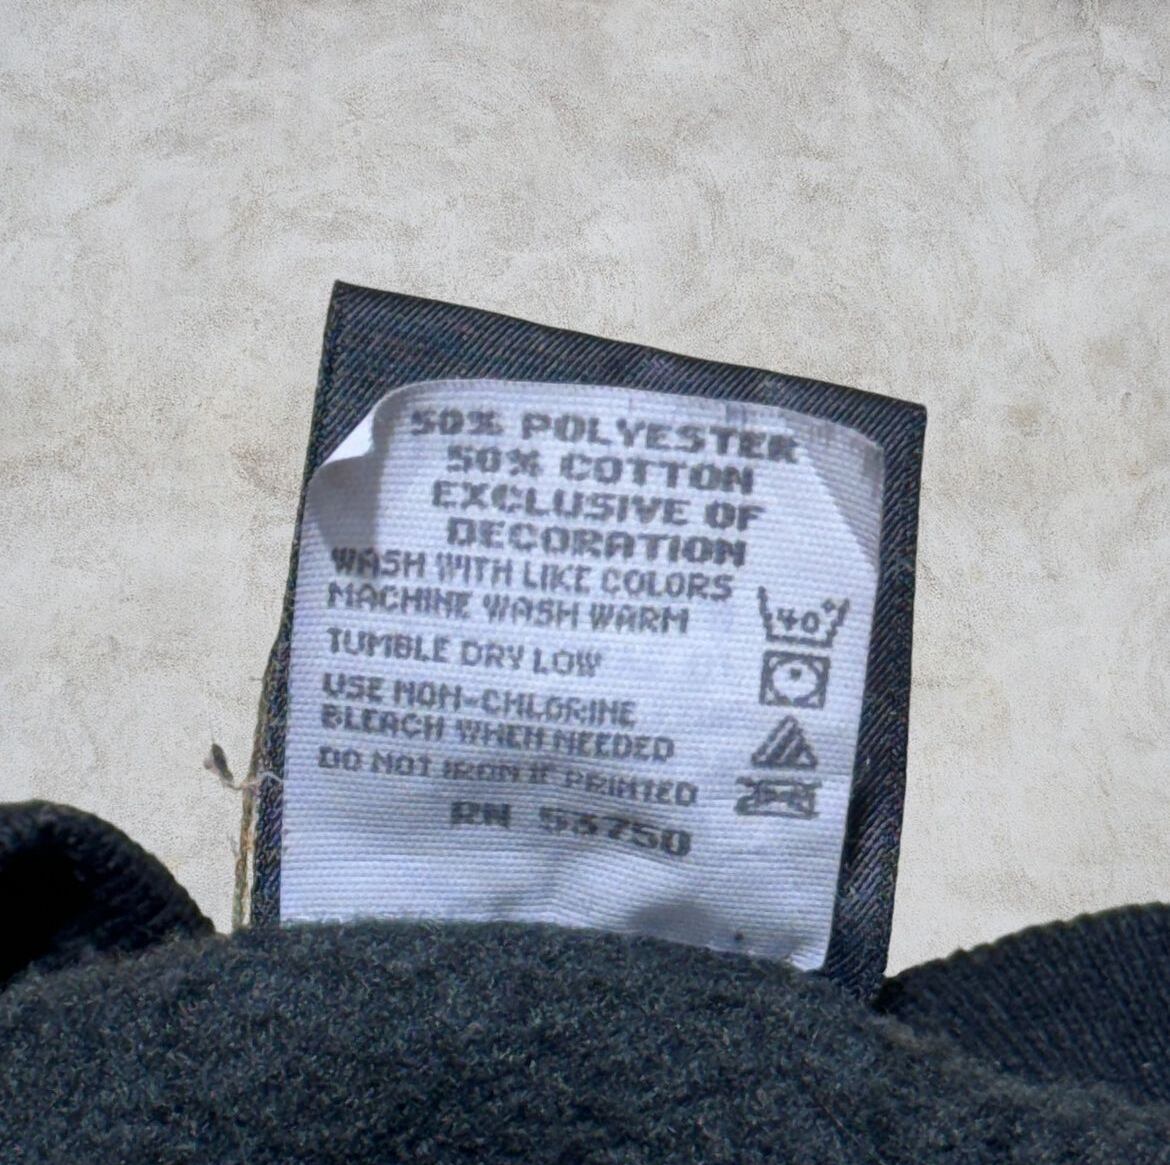 50% POLYESTER
50% COTTON
EXCLUSIVE OF
DECORATION
WASH WITH LIKE COLORS
MACHINE WASH WARM
40°
TUMBLE DRY LOW
USE NON-CHLORINE
BLEACH WHEN NEEDED
DO NOT IRON IF PRINTED
RN 53750